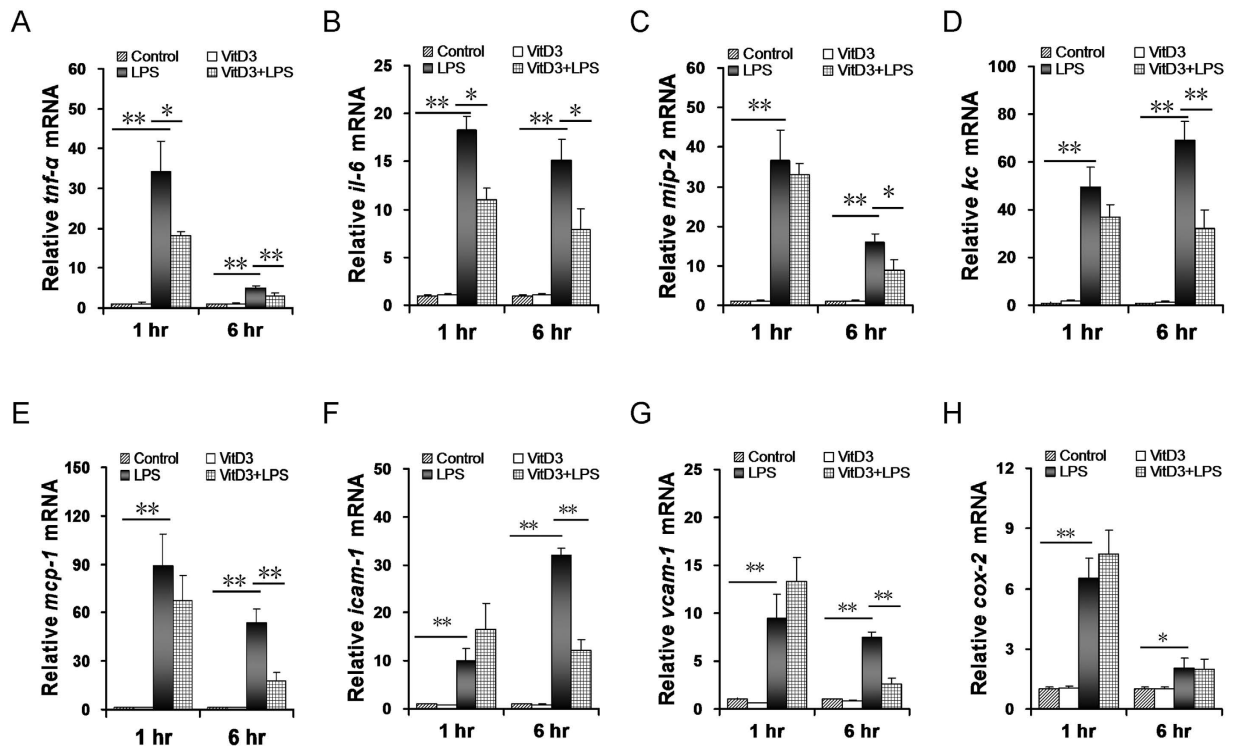 A
Control VitD3
LPS VitD3+LPS
Relative tnf-α mRNA
60
50
40
30
20
10
0
** *
** **
1 hr 6 hr
B
Control VitD3
LPS VitD3+LPS
Relative il-6 mRNA
25
20
15
10
5
0
** *
** *
1 hr 6 hr
C
Control VitD3
LPS VitD3+LPS
Relative mip-2 mRNA
60
50
40
30
20
10
0
**
** *
1 hr 6 hr
D
Control VitD3
LPS VitD3+LPS
Relative kc mRNA
100
80
60
40
20
0
**
** **
1 hr 6 hr
E
Control VitD3
LPS VitD3+LPS
Relative mcp-1 mRNA
150
120
90
60
30
0
**
** **
1 hr 6 hr
F
Control VitD3
LPS VitD3+LPS
Relative icam-1 mRNA
50
40
30
20
10
0
**
** **
1 hr 6 hr
G
Control VitD3
LPS VitD3+LPS
Relative vcam-1 mRNA
25
20
15
10
5
0
**
** **
1 hr 6 hr
H
Control VitD3
LPS VitD3+LPS
Relative cox-2 mRNA
12
9
6
4
2
0
**
*
1 hr 6 hr